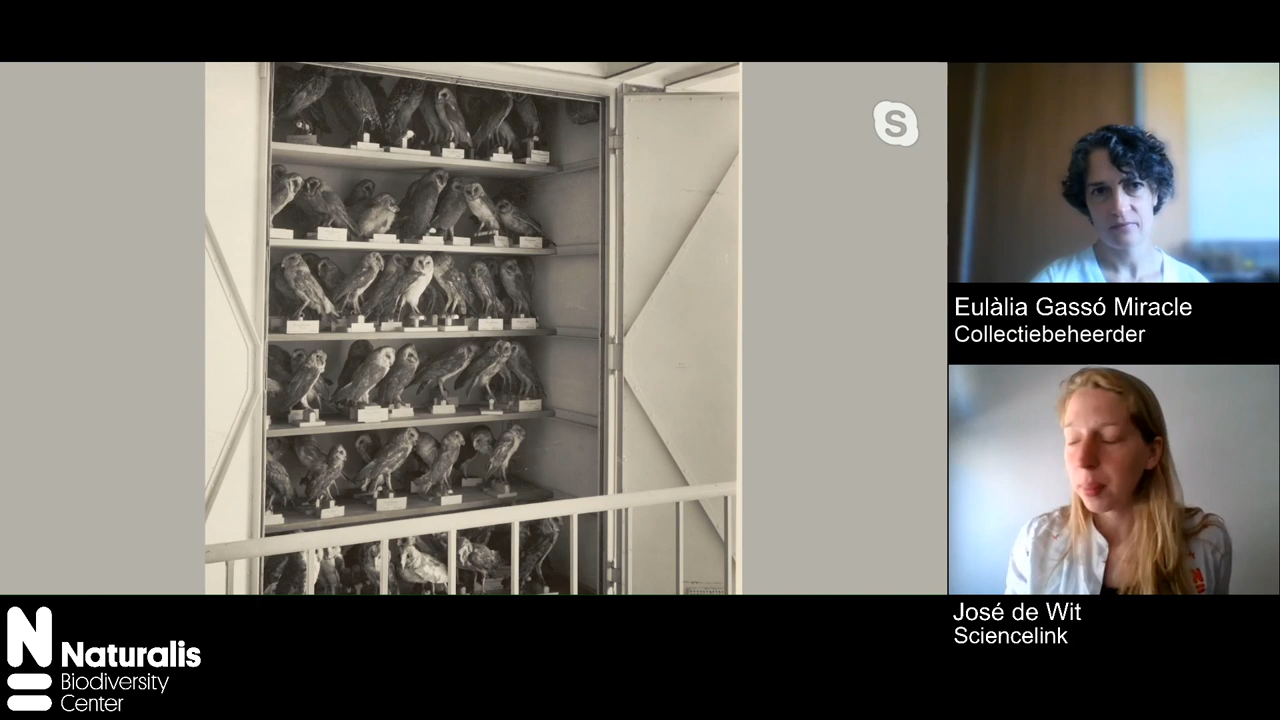 S
Eulàlia Gassó Miracle
Collectiebeheerder
José de Wit
Sciencelink
N
Naturalis
Biodiversity
Center